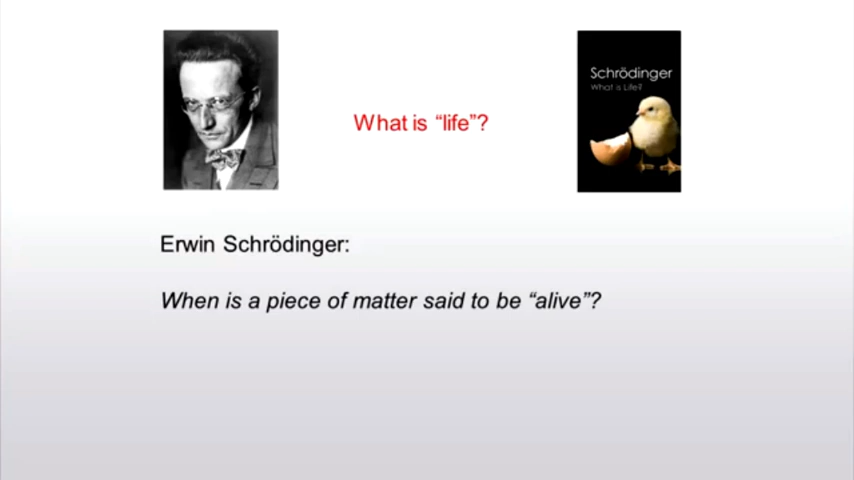 Schrödinger
What is Life?
What is “life”?
Erwin Schrödinger:
When is a piece of matter said to be “alive”?